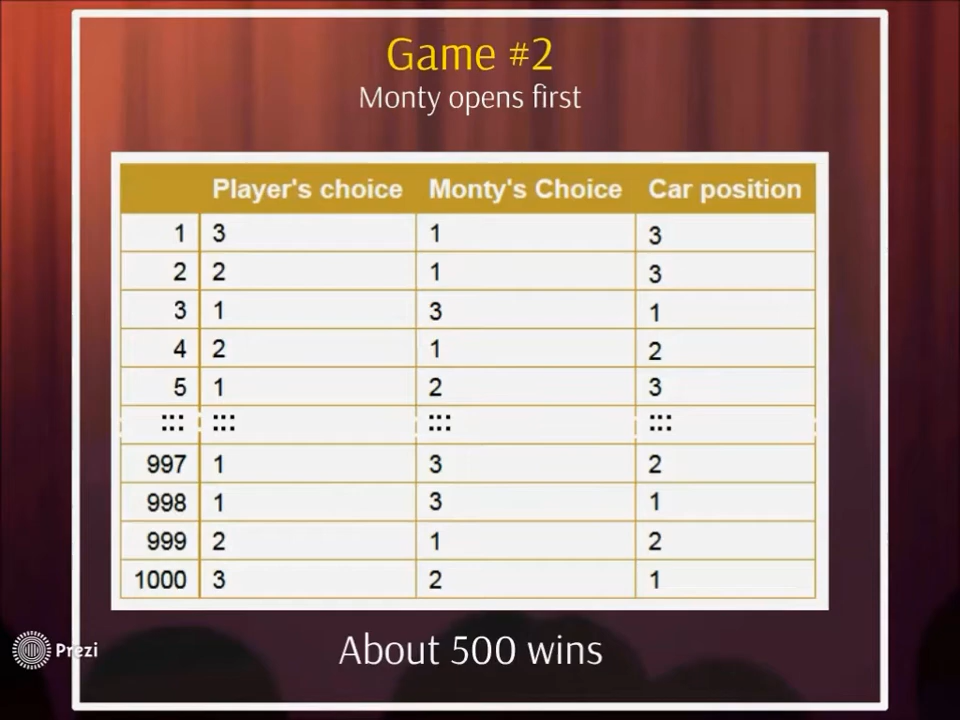 Game #2
Monty opens first
Player's choice Monty's Choice Car position
1 3 1 3
2 2 1 3
3 1 3 1
4 2 1 2
5 1 2 3
::: ::: ::: :::
997 1 3 2
998 1 3 1
999 2 1 2
1000 3 2 1
About 500 wins
Prezi